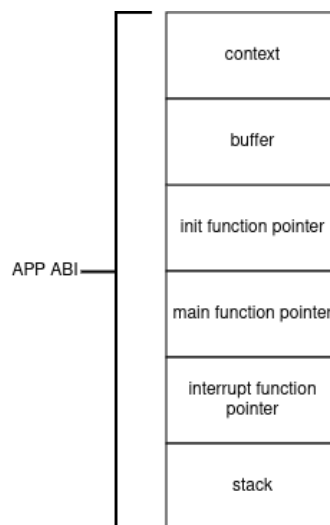 context
buffer
init function pointer
APP ABI
main function pointer
interrupt function
pointer
stack